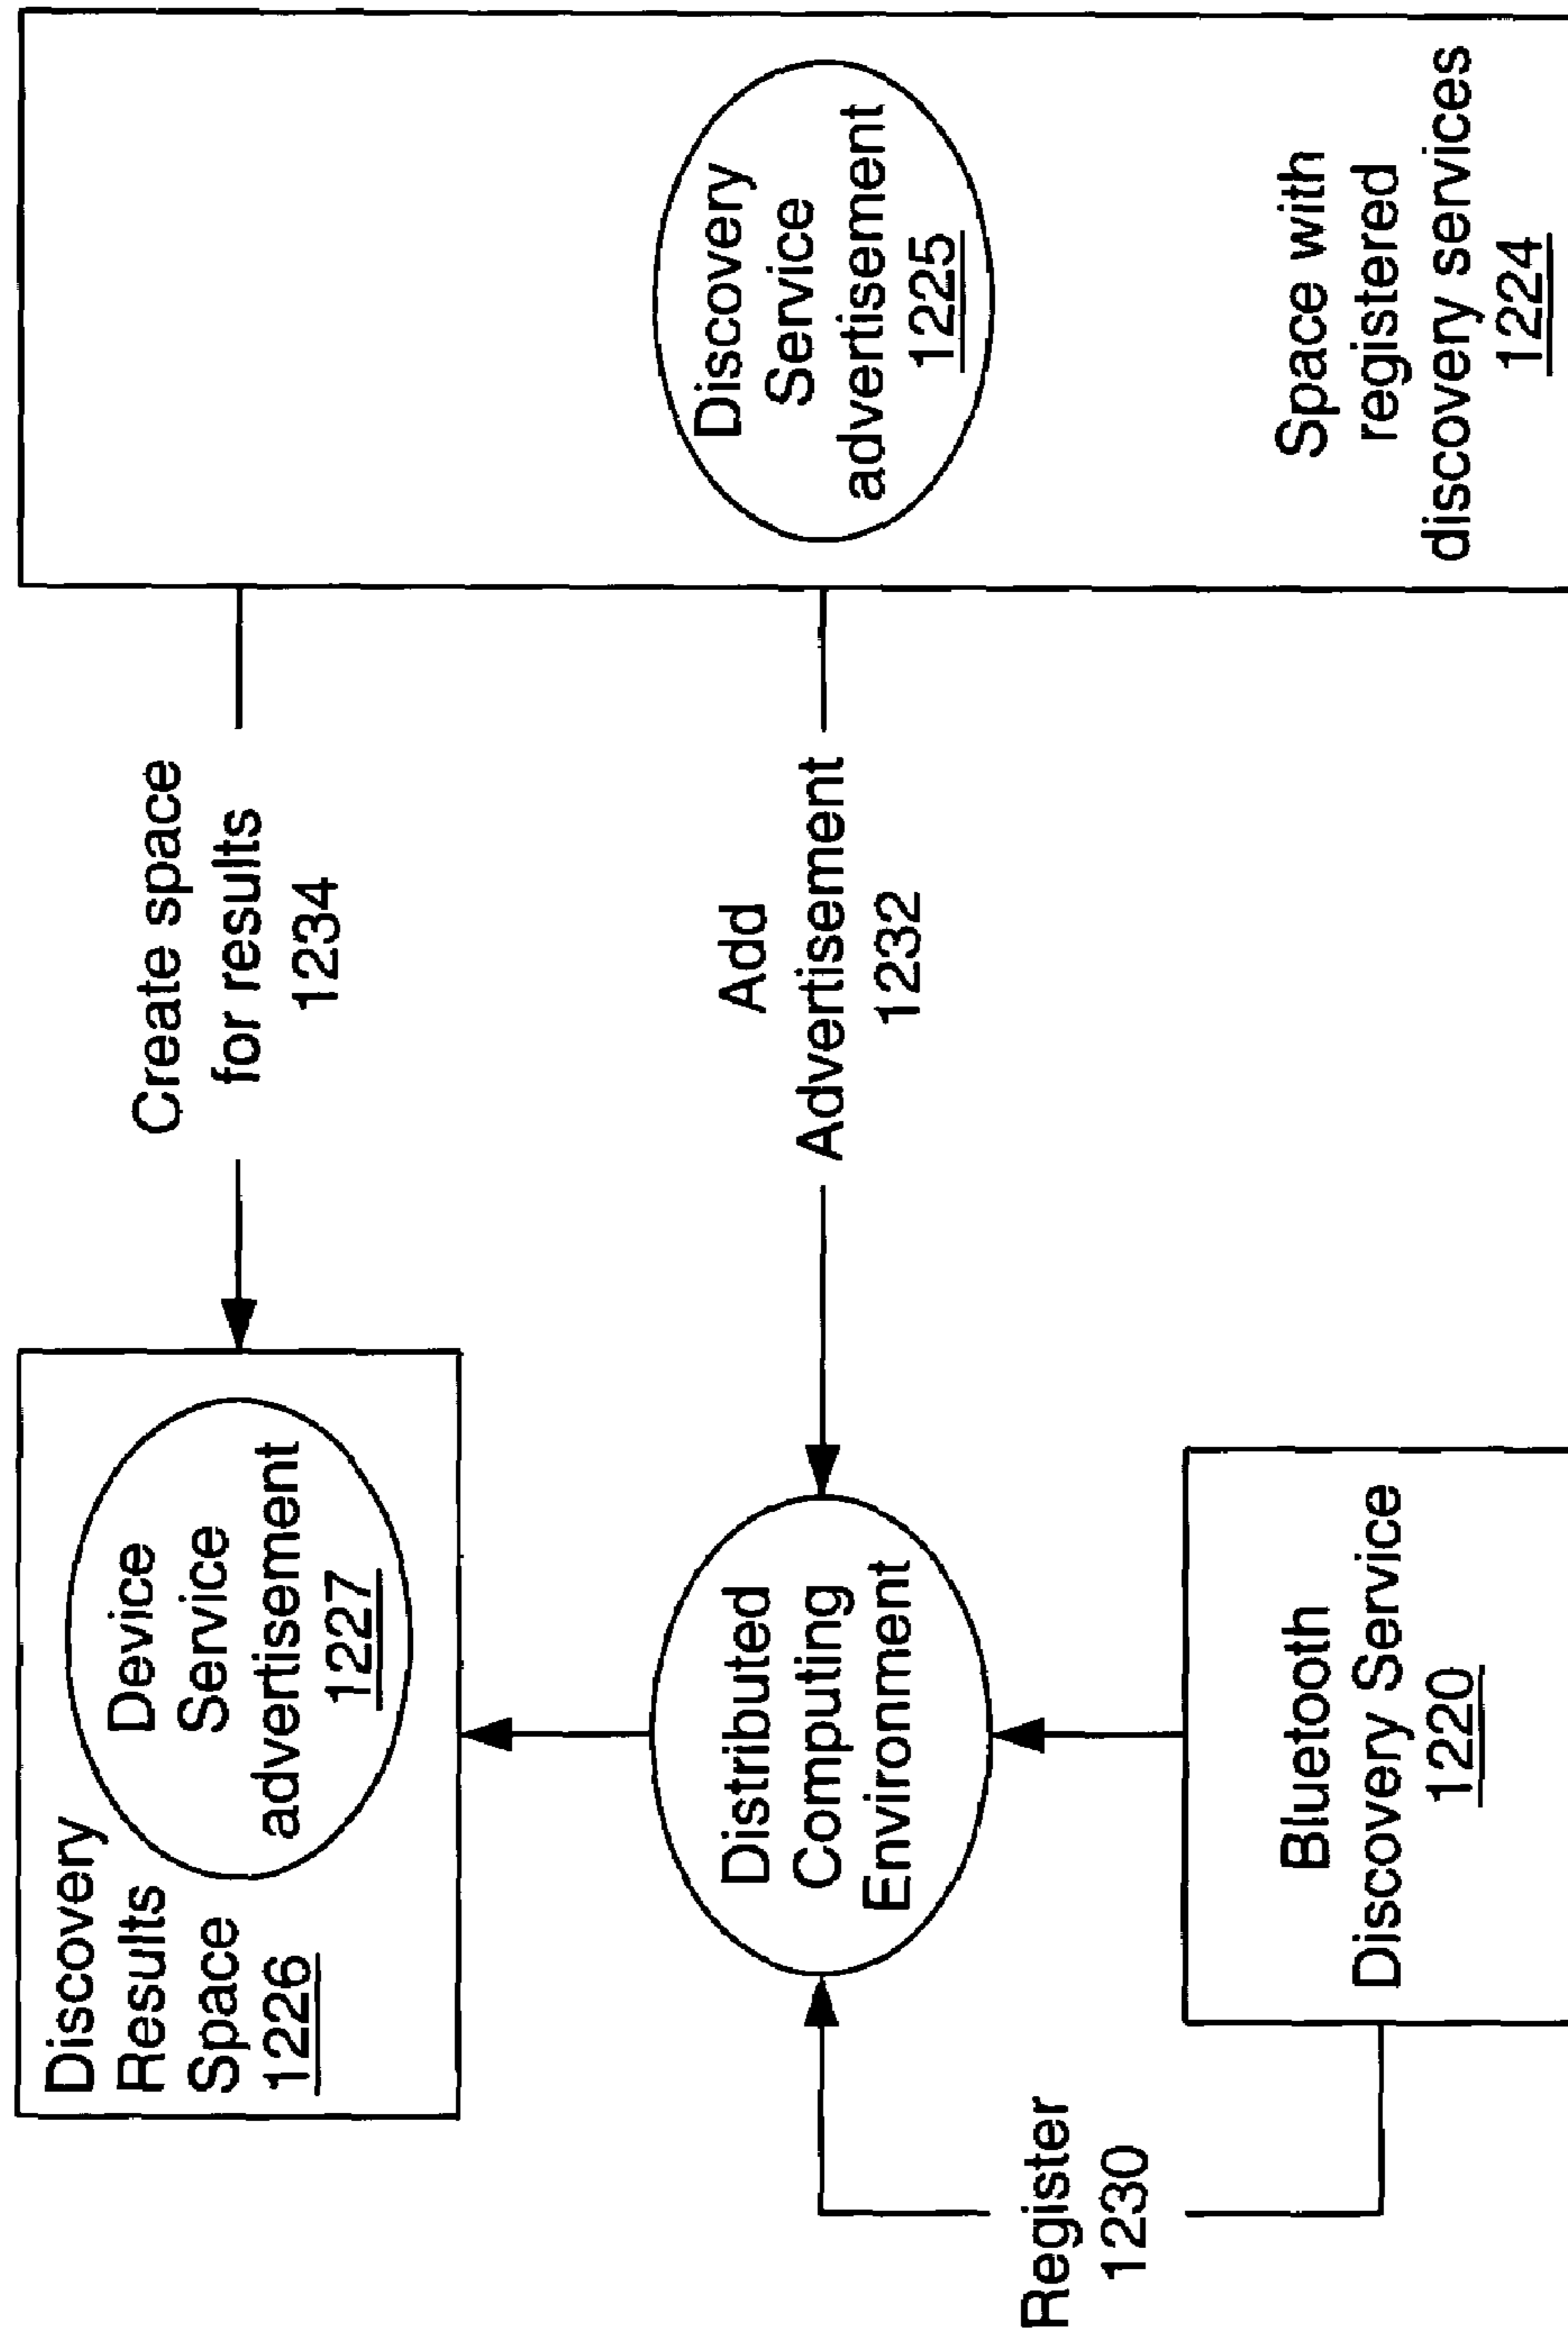 Discovery
Results
Space
1226
Device
Service
advertisement
1227
Create space
for results
1234
Distributed
Computing
Environment
Add
Advertisement
1232
Discovery
Service
advertisement
1225
Register
1230
Bluetooth
Discovery Service
1220
Space with
registered
discovery services
1224